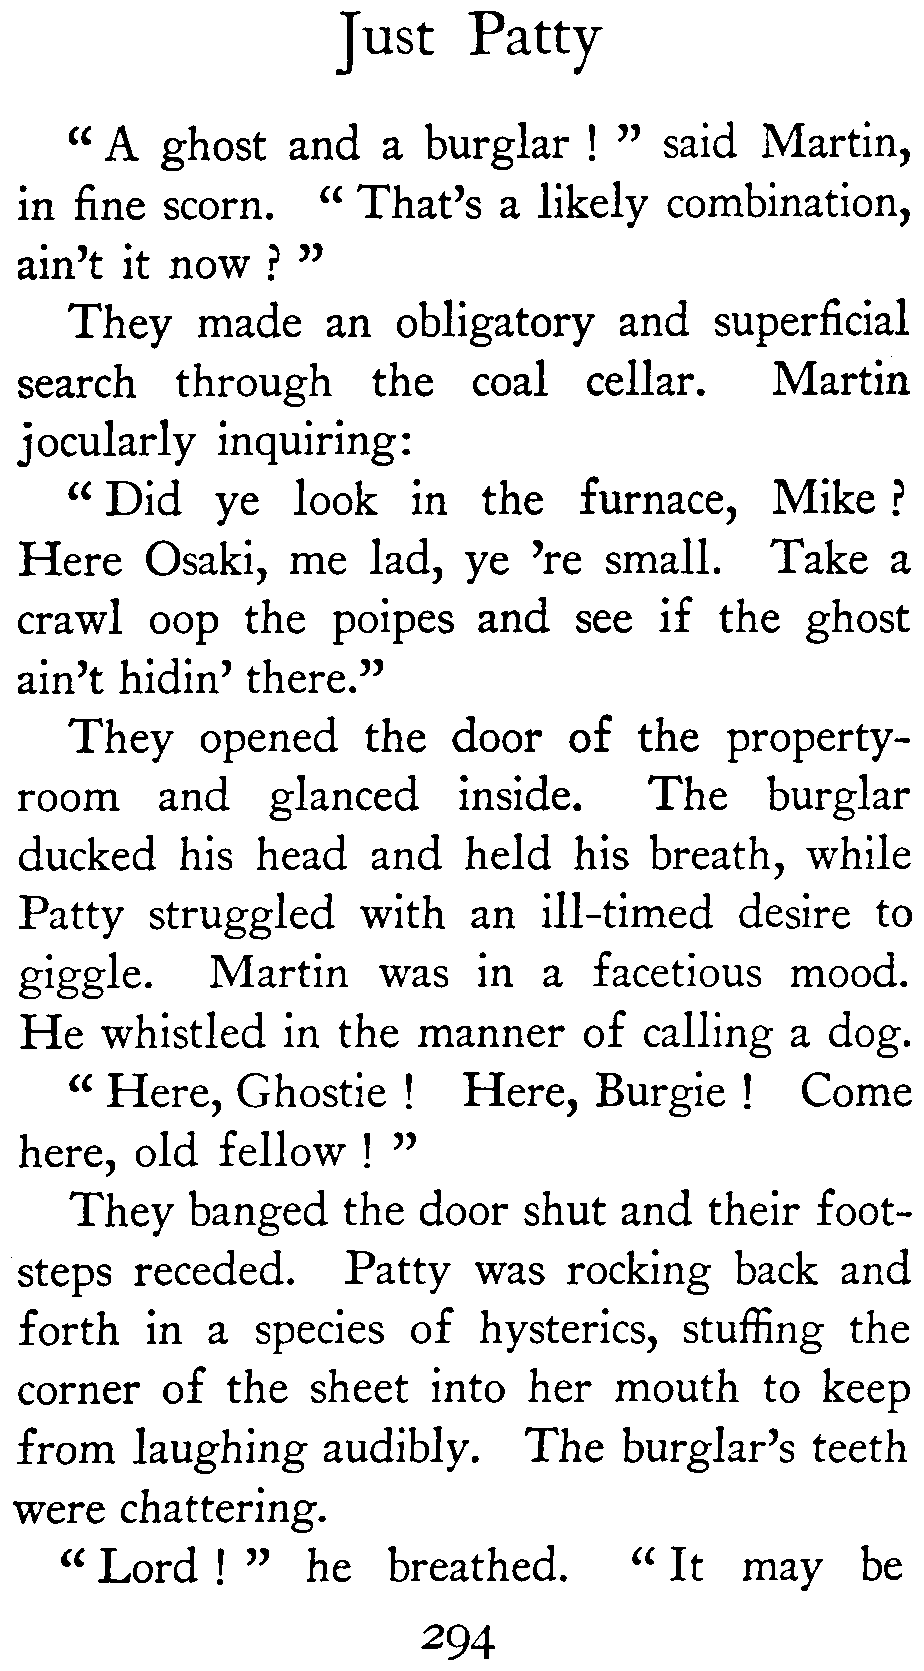 Just Patty
“ A ghost and a burglar ! ” said Martin,
in fine scorn. “ That’s a likely combination,
ain’t it now ? ”
They made an obligatory and superficial
search through the coal cellar. Martin
jocularly inquiring:
“ Did ye look in the furnace, Mike ?
Here Osaki, me lad, ye ’re small. Take a
crawl oop the poipes and see if the ghost
ain’t hidin’ there.”
They opened the door of the property-
room and glanced inside. The burglar
ducked his head and held his breath, while
Patty struggled with an ill-timed desire to
giggle. Martin was in a facetious mood.
He whistled in the manner of calling a dog.
“ Here, Ghostie ! Here, Burgie ! Come
here, old fellow ! ”
They banged the door shut and their foot-
steps receded. Patty was rocking back and
forth in a species of hysterics, stuffing the
corner of the sheet into her mouth to keep
from laughing audibly. The burglar’s teeth
were chattering.
“ Lord ! ” he breathed. “ It may be
294